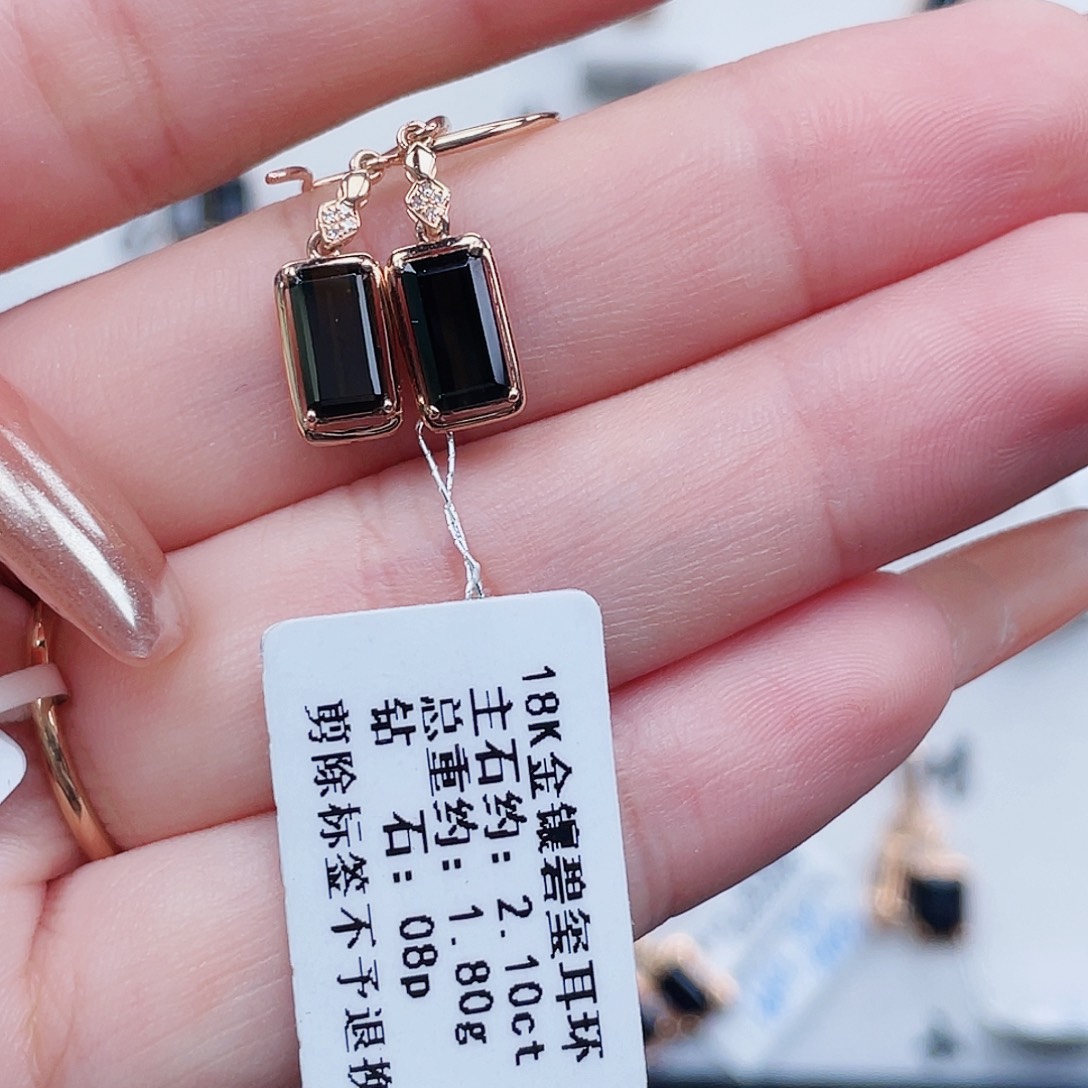 18K金镶碧玺耳环
主石约: 2.10ct
总重约: 1.80g
钻 石: 08p
剪除标签不予退换